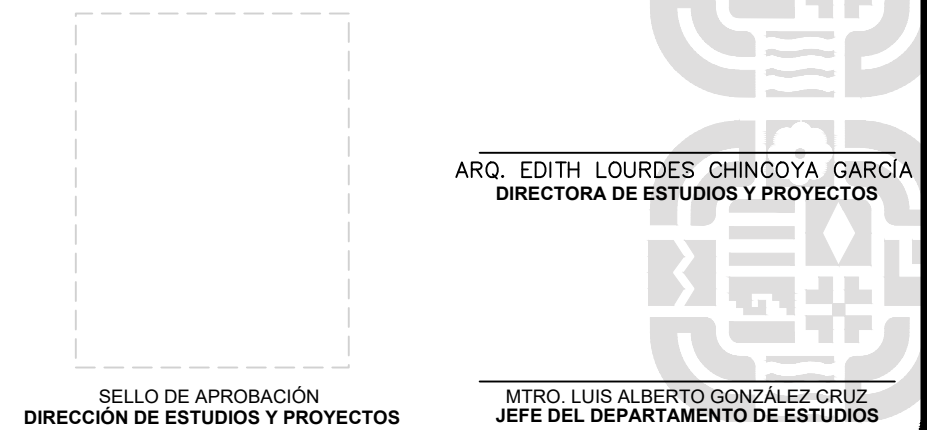 ARQ. EDITH LOURDES CHINCOYA GARCÍA
DIRECTORA DE ESTUDIOS Y PROYECTOS
SELLO DE APROBACIÓN
DIRECCIÓN DE ESTUDIOS Y PROYECTOS
MTRO. LUIS ALBERTO GONZÁLEZ CRUZ
JEFE DEL DEPARTAMENTO DE ESTUDIOS